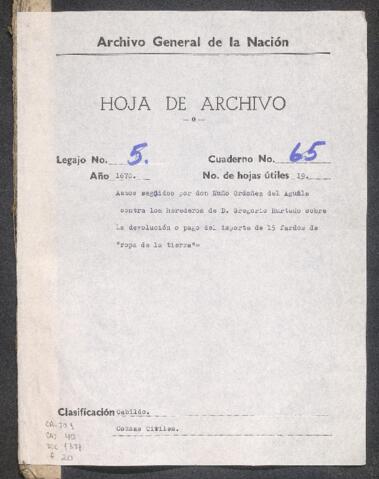 Archivo General de la Nación
HOJA DE ARCHIVO
—o—
Legajo No. 5. Cuaderno No. 65
Año 1670. No. de hojas útiles 19.
Autos seguidos por don Nuño Ordoñez del Aguila
contra los herederos de D. Gregorio Hurtado sobre
la devolución o pago del importe de 15 fardos de
"ropa de la tierra"=
Clasificación Cabildo.
Causas Civiles.
CA-JO1